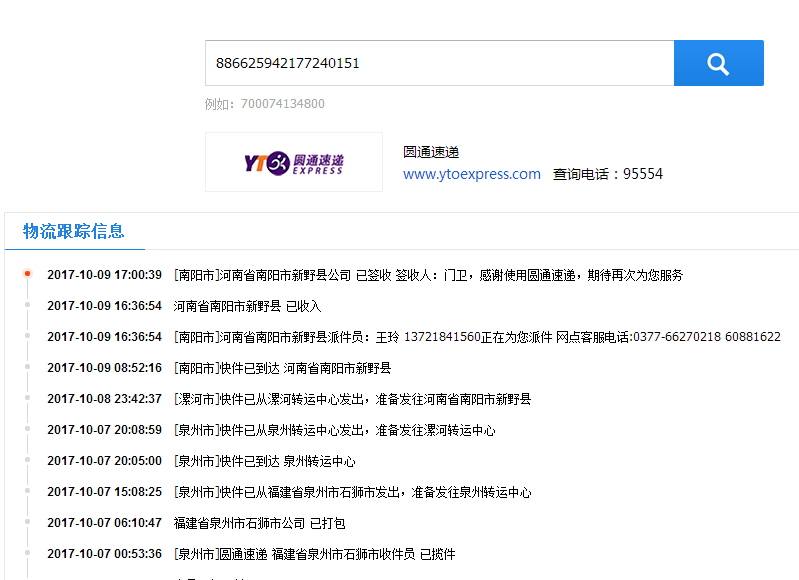 886625942177240151
例如：700074134800
YTO 圆通速递
EXPRESS
圆通速递
www.ytoexpress.com 查询电话：95554
物流跟踪信息
2017-10-09 17:00:39 [南阳市]河南省南阳市新野县公司 已签收 签收人：门卫，感谢使用圆通速递，期待再次为您服务
2017-10-09 16:36:54 河南省南阳市新野县 已收入
2017-10-09 16:36:54 [南阳市]河南省南阳市新野县派件员：王玲 13721841560正在为您派件 网点客服电话:0377-66270218 60881622
2017-10-09 08:52:16 [南阳市]快件已到达 河南省南阳市新野县
2017-10-08 23:42:37 [漯河市]快件已从漯河转运中心发出，准备发往河南省南阳市新野县
2017-10-07 20:08:59 [泉州市]快件已从泉州转运中心发出，准备发往漯河转运中心
2017-10-07 20:05:00 [泉州市]快件已到达 泉州转运中心
2017-10-07 15:08:25 [泉州市]快件已从福建省泉州市石狮市发出，准备发往泉州转运中心
2017-10-07 06:10:47 福建省泉州市石狮市公司 已打包
2017-10-07 00:53:36 [泉州市]圆通速递 福建省泉州市石狮市收件员 已揽件